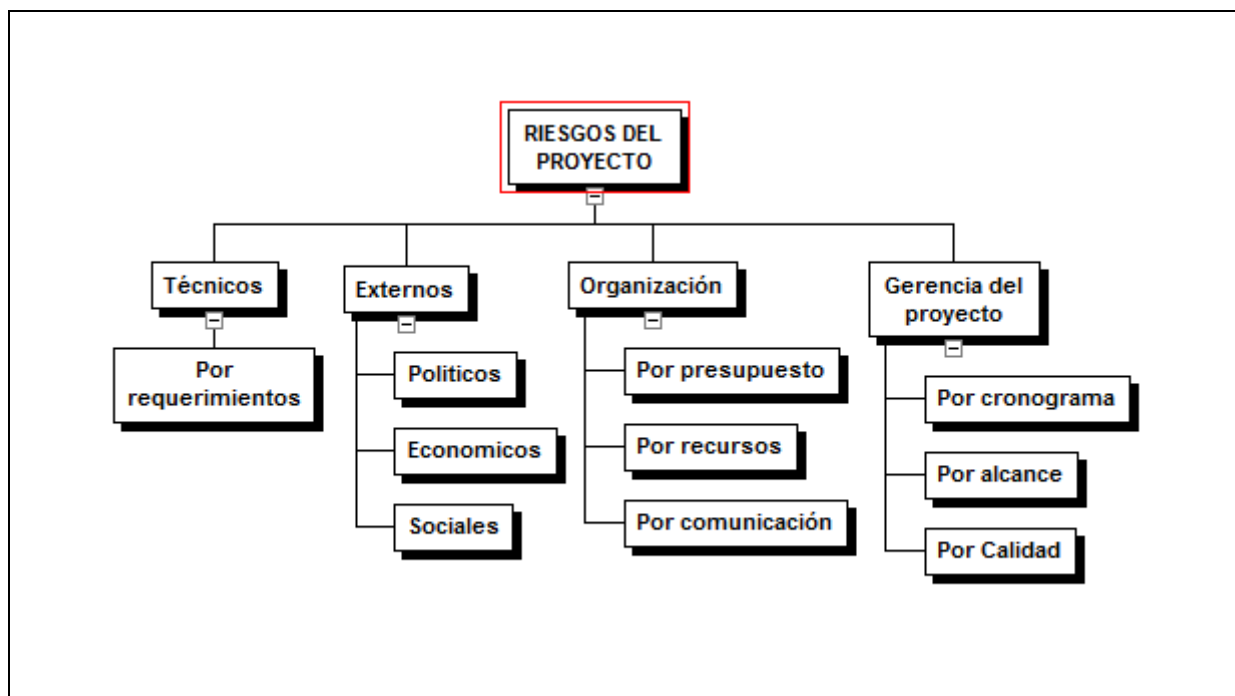 RIESGOS DEL
PROYECTO
Técnicos
Por
requerimientos
Externos
Politicos
Economicos
Sociales
Organización
Por presupuesto
Por recursos
Por comunicación
Gerencia del
proyecto
Por cronograma
Por alcance
Por Calidad